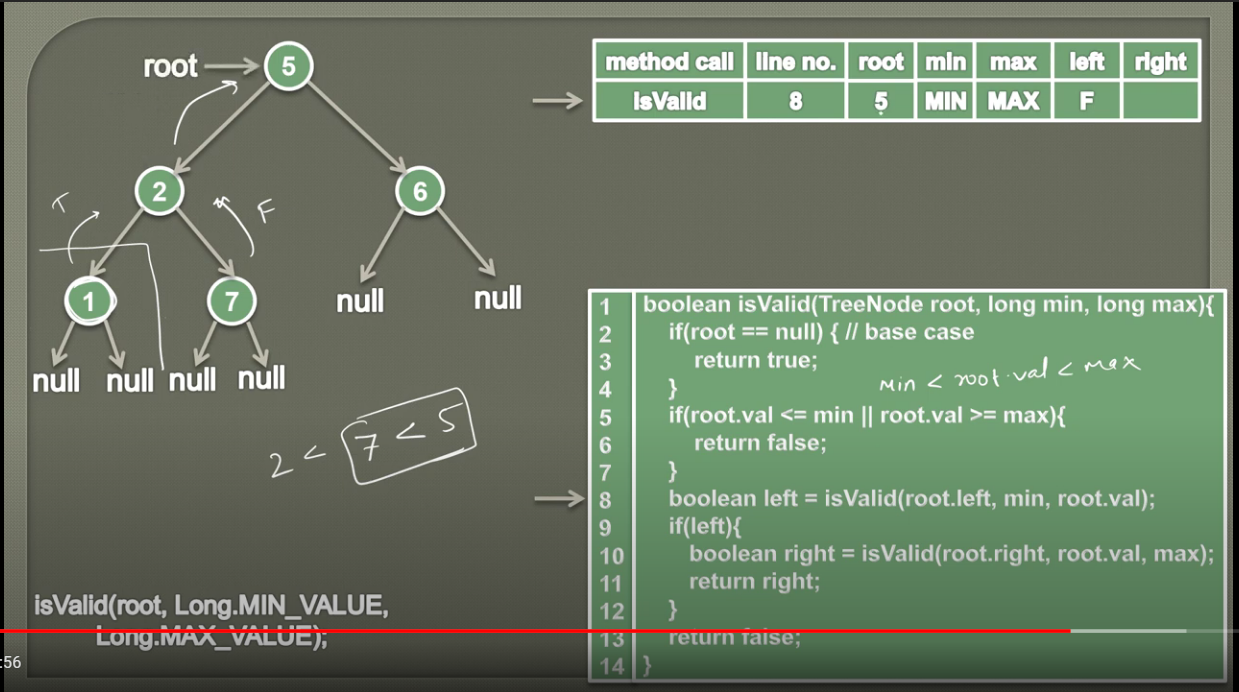 root
5
2
6
T
F
1
7
null
null
null
null
null
null
2 < 7 < 5
isValid(root, Long.MIN_VALUE,
Long.MAX_VALUE);
method call line no. root min max left right
isValid 8 5 MIN MAX F
1 boolean isValid(TreeNode root, long min, long max){
2 if(root == null) { // base case
3 return true;
min < root.val < max
4 }
5 if(root.val <= min || root.val >= max){
6 return false;
7 }
8 boolean left = isValid(root.left, min, root.val);
9 if(left){
10 boolean right = isValid(root.right, root.val, max);
11 return right;
12 }
13 return false;
14 }
:56